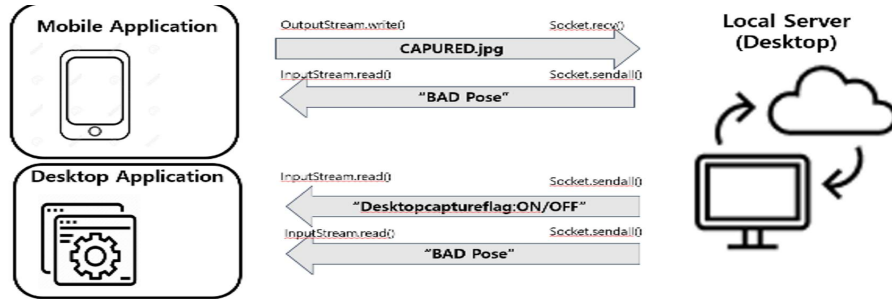 Mobile Application
OutputStream.write()
Socket.recv()
CAPURED.jpg
InputStream.read()
Socket.sendall()
"BAD Pose"
Desktop Application
InputStream.read()
Socket.sendall()
"Desktopcaptureflag:ON/OFF"
InputStream.read()
Socket.sendall()
"BAD Pose"
Local Server
(Desktop)